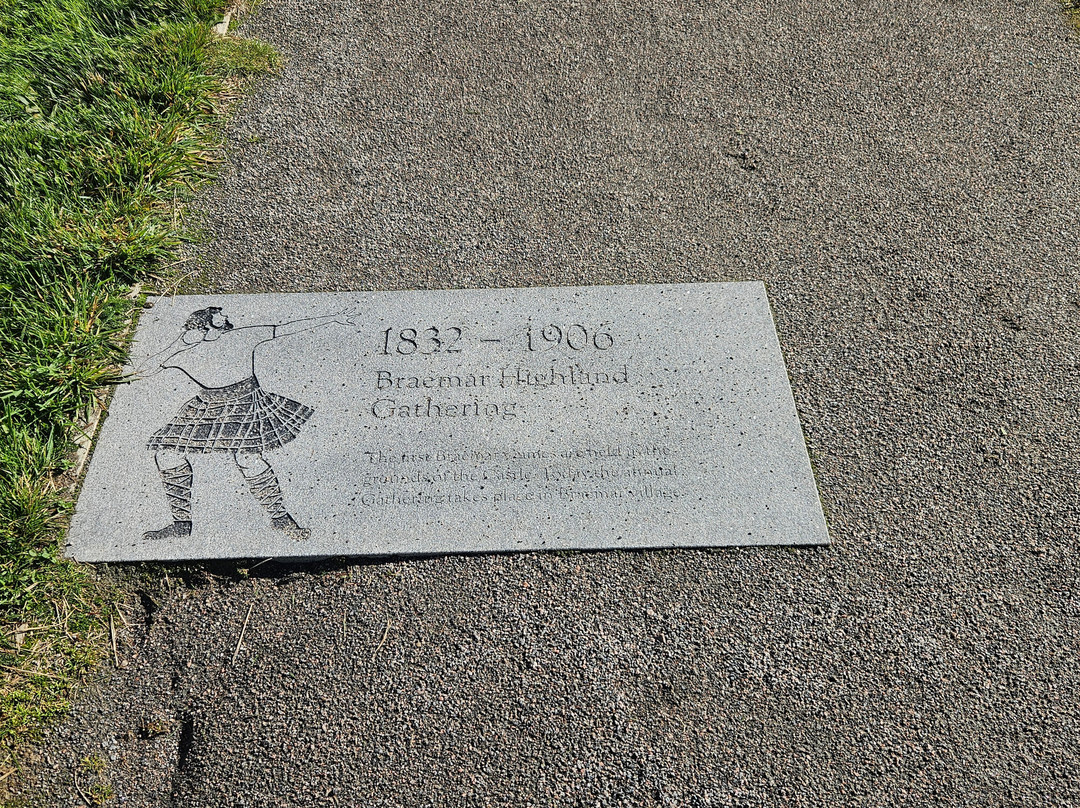 1832 – 1906
Braemar Highland
Gathering
The first Braemar Games are held in the
grounds of the Castle. Today the annual
Gathering takes place in Braemar village.